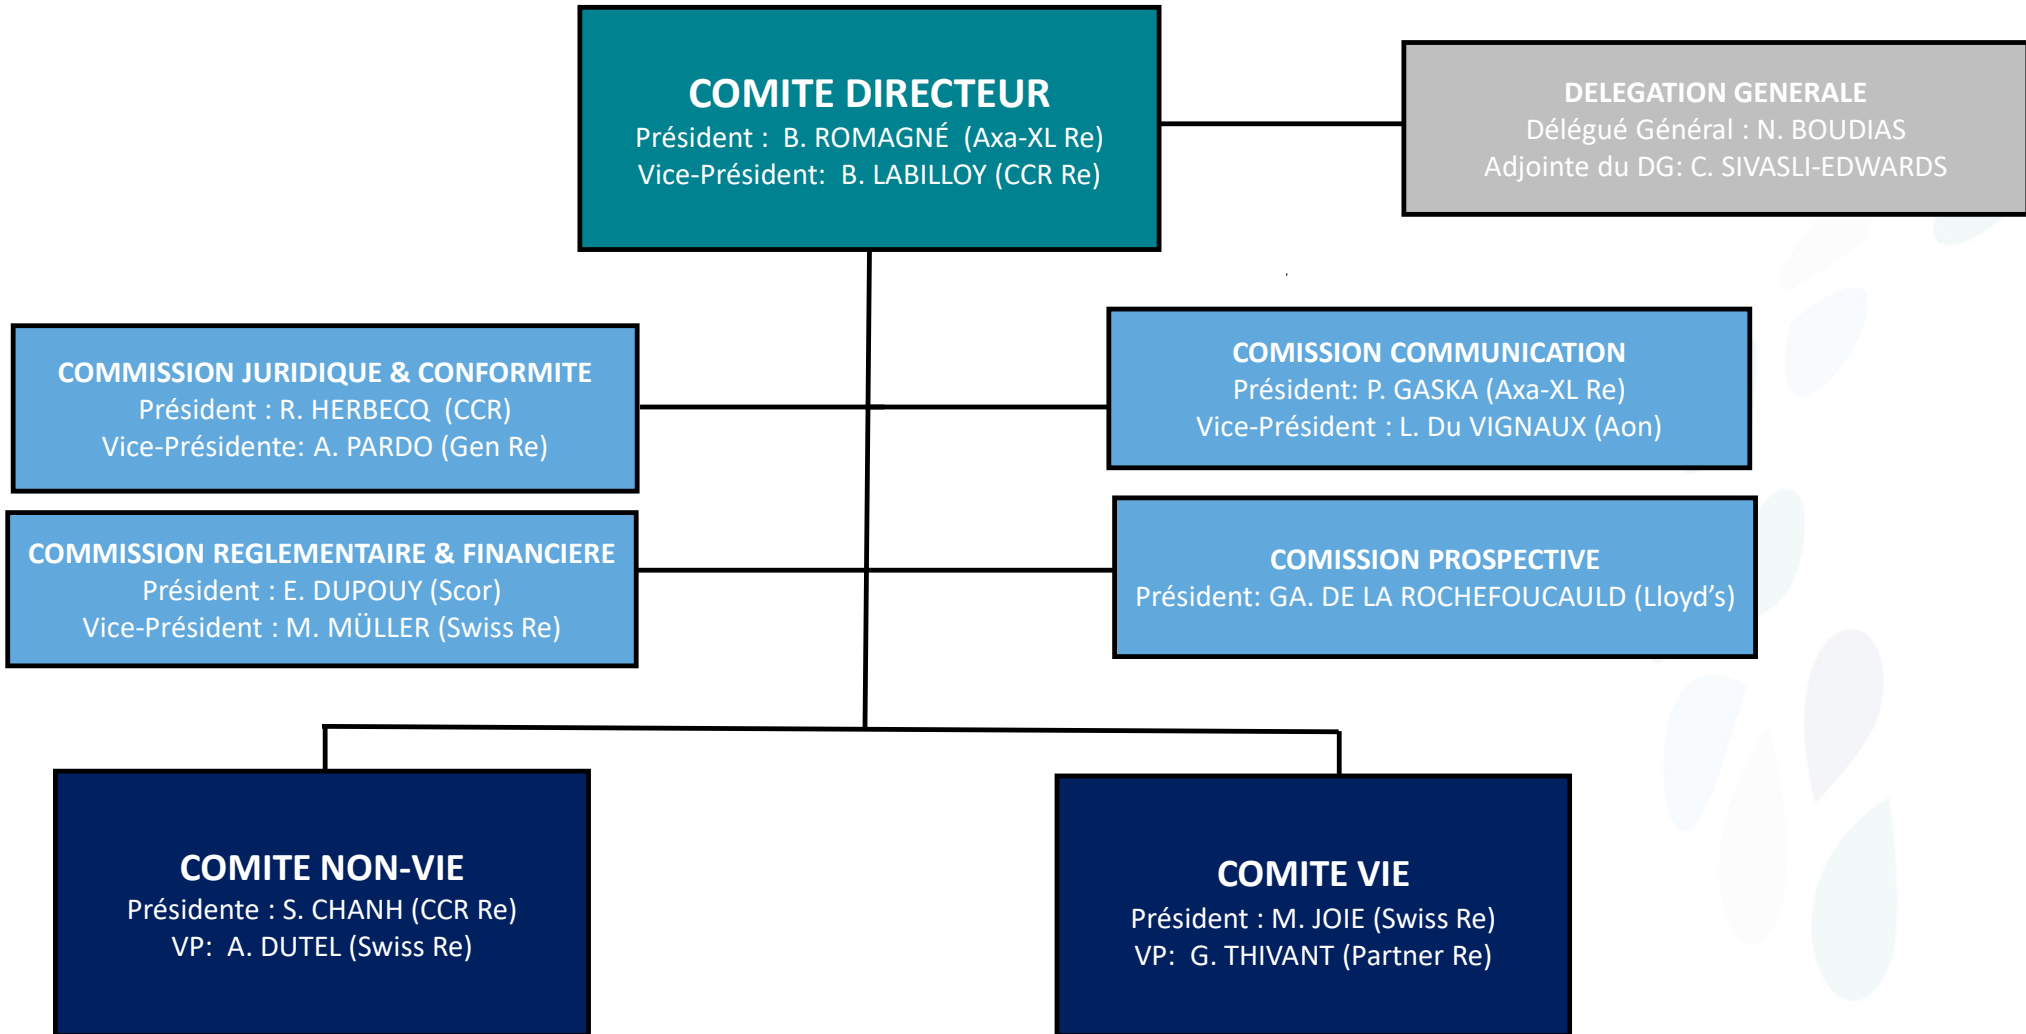 COMITE DIRECTEUR
Président : B. ROMAGNÉ (Axa-XL Re)
Vice-Président: B. LABILLOY (CCR Re)
DELEGATION GENERALE
Délégué Général : N. BOUDIAS
Adjointe du DG: C. SIVASLI-EDWARDS
COMMISSION JURIDIQUE & CONFORMITE
Président : R. HERBECQ (CCR)
Vice-Présidente: A. PARDO (Gen Re)
COMISSION COMMUNICATION
Président: P. GASKA (Axa-XL Re)
Vice-Président : L. Du VIGNAUX (Aon)
COMMISSION REGLEMENTAIRE & FINANCIERE
Président : E. DUPOUY (Scor)
Vice-Président : M. MÜLLER (Swiss Re)
COMISSION PROSPECTIVE
Président: GA. DE LA ROCHEFOUCAULD (Lloyd’s)
COMITE NON-VIE
Présidente : S. CHANH (CCR Re)
VP: A. DUTEL (Swiss Re)
COMITE VIE
Président : M. JOIE (Swiss Re)
VP: G. THIVANT (Partner Re)